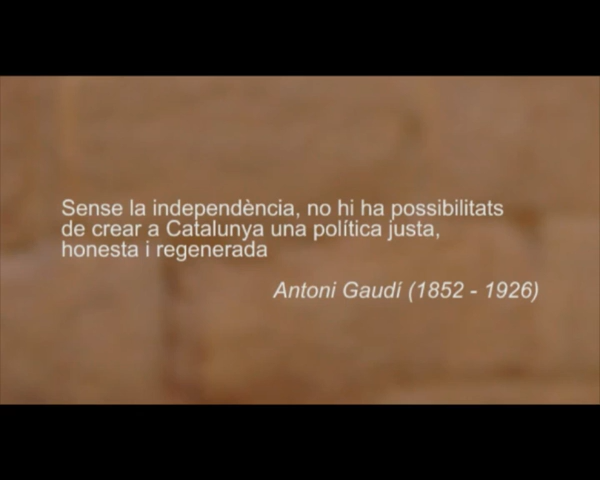 Sense la independència, no hi ha possibilitats
de crear a Catalunya una política justa,
honesta i regenerada
Antoni Gaudí (1852 - 1926)